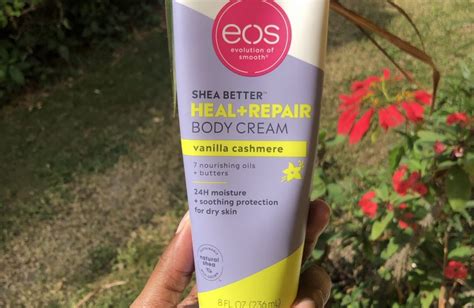 eos
evolution of
smooth®
SHEA BETTER™
HEAL+REPAIR
BODY CREAM
vanilla cashmere
7 nourishing oils
+ butters
24H moisture
+ soothing protection
for dry skin
natural
shea
8 FL OZ (236 mL)